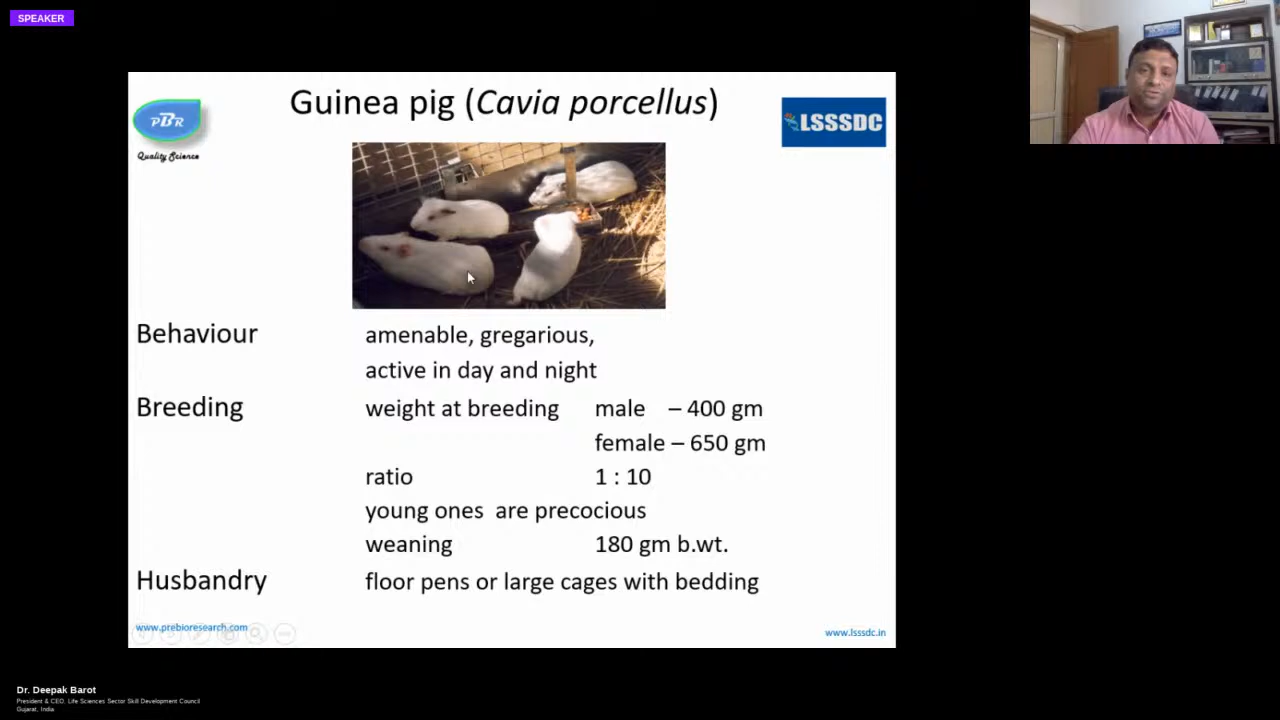 SPEAKER
Guinea pig (Cavia porcellus)
PBR
Quality Science
LSSSDC
Behaviour amenable, gregarious,
active in day and night
Breeding weight at breeding male – 400 gm
female – 650 gm
ratio 1 : 10
young ones are precocious
weaning 180 gm b.wt.
Husbandry floor pens or large cages with bedding
www.prebioresearch.com
www.lsssdc.in
Dr. Deepak Barot
President & CEO, Life Sciences Sector Skill Development Council
Gujarat, India